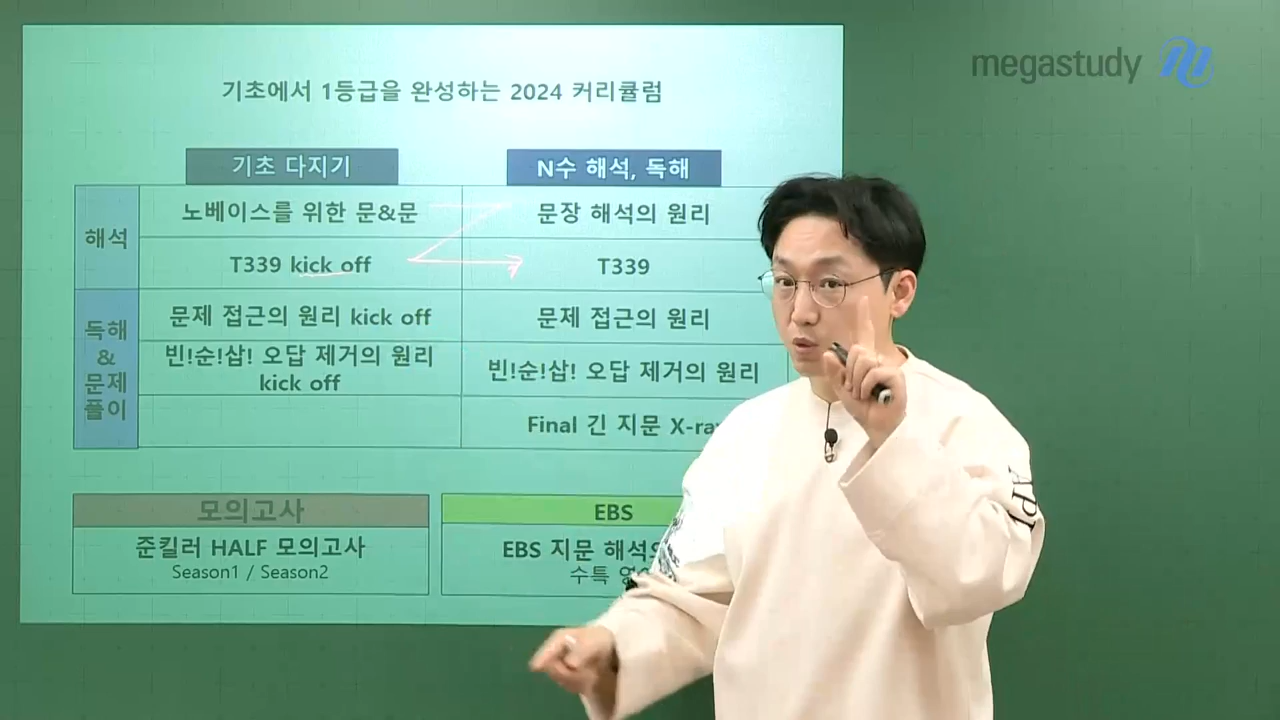 megastudy
기초에서 1등급을 완성하는 2024 커리큘럼
기초 다지기
N수 해석, 독해
해석
노베이스를 위한 문&문
문장 해석의 원리
T339 kick off
T339
독해
&
문제
풀이
문제 접근의 원리 kick off
문제 접근의 원리
빈!순!삽! 오답 제거의 원리
kick off
빈!순!삽! 오답 제거의 원리
Final 긴 지문
모의고사
준킬러 HALF 모의고사
Season1 / Season2
EBS
EBS 지문
수특